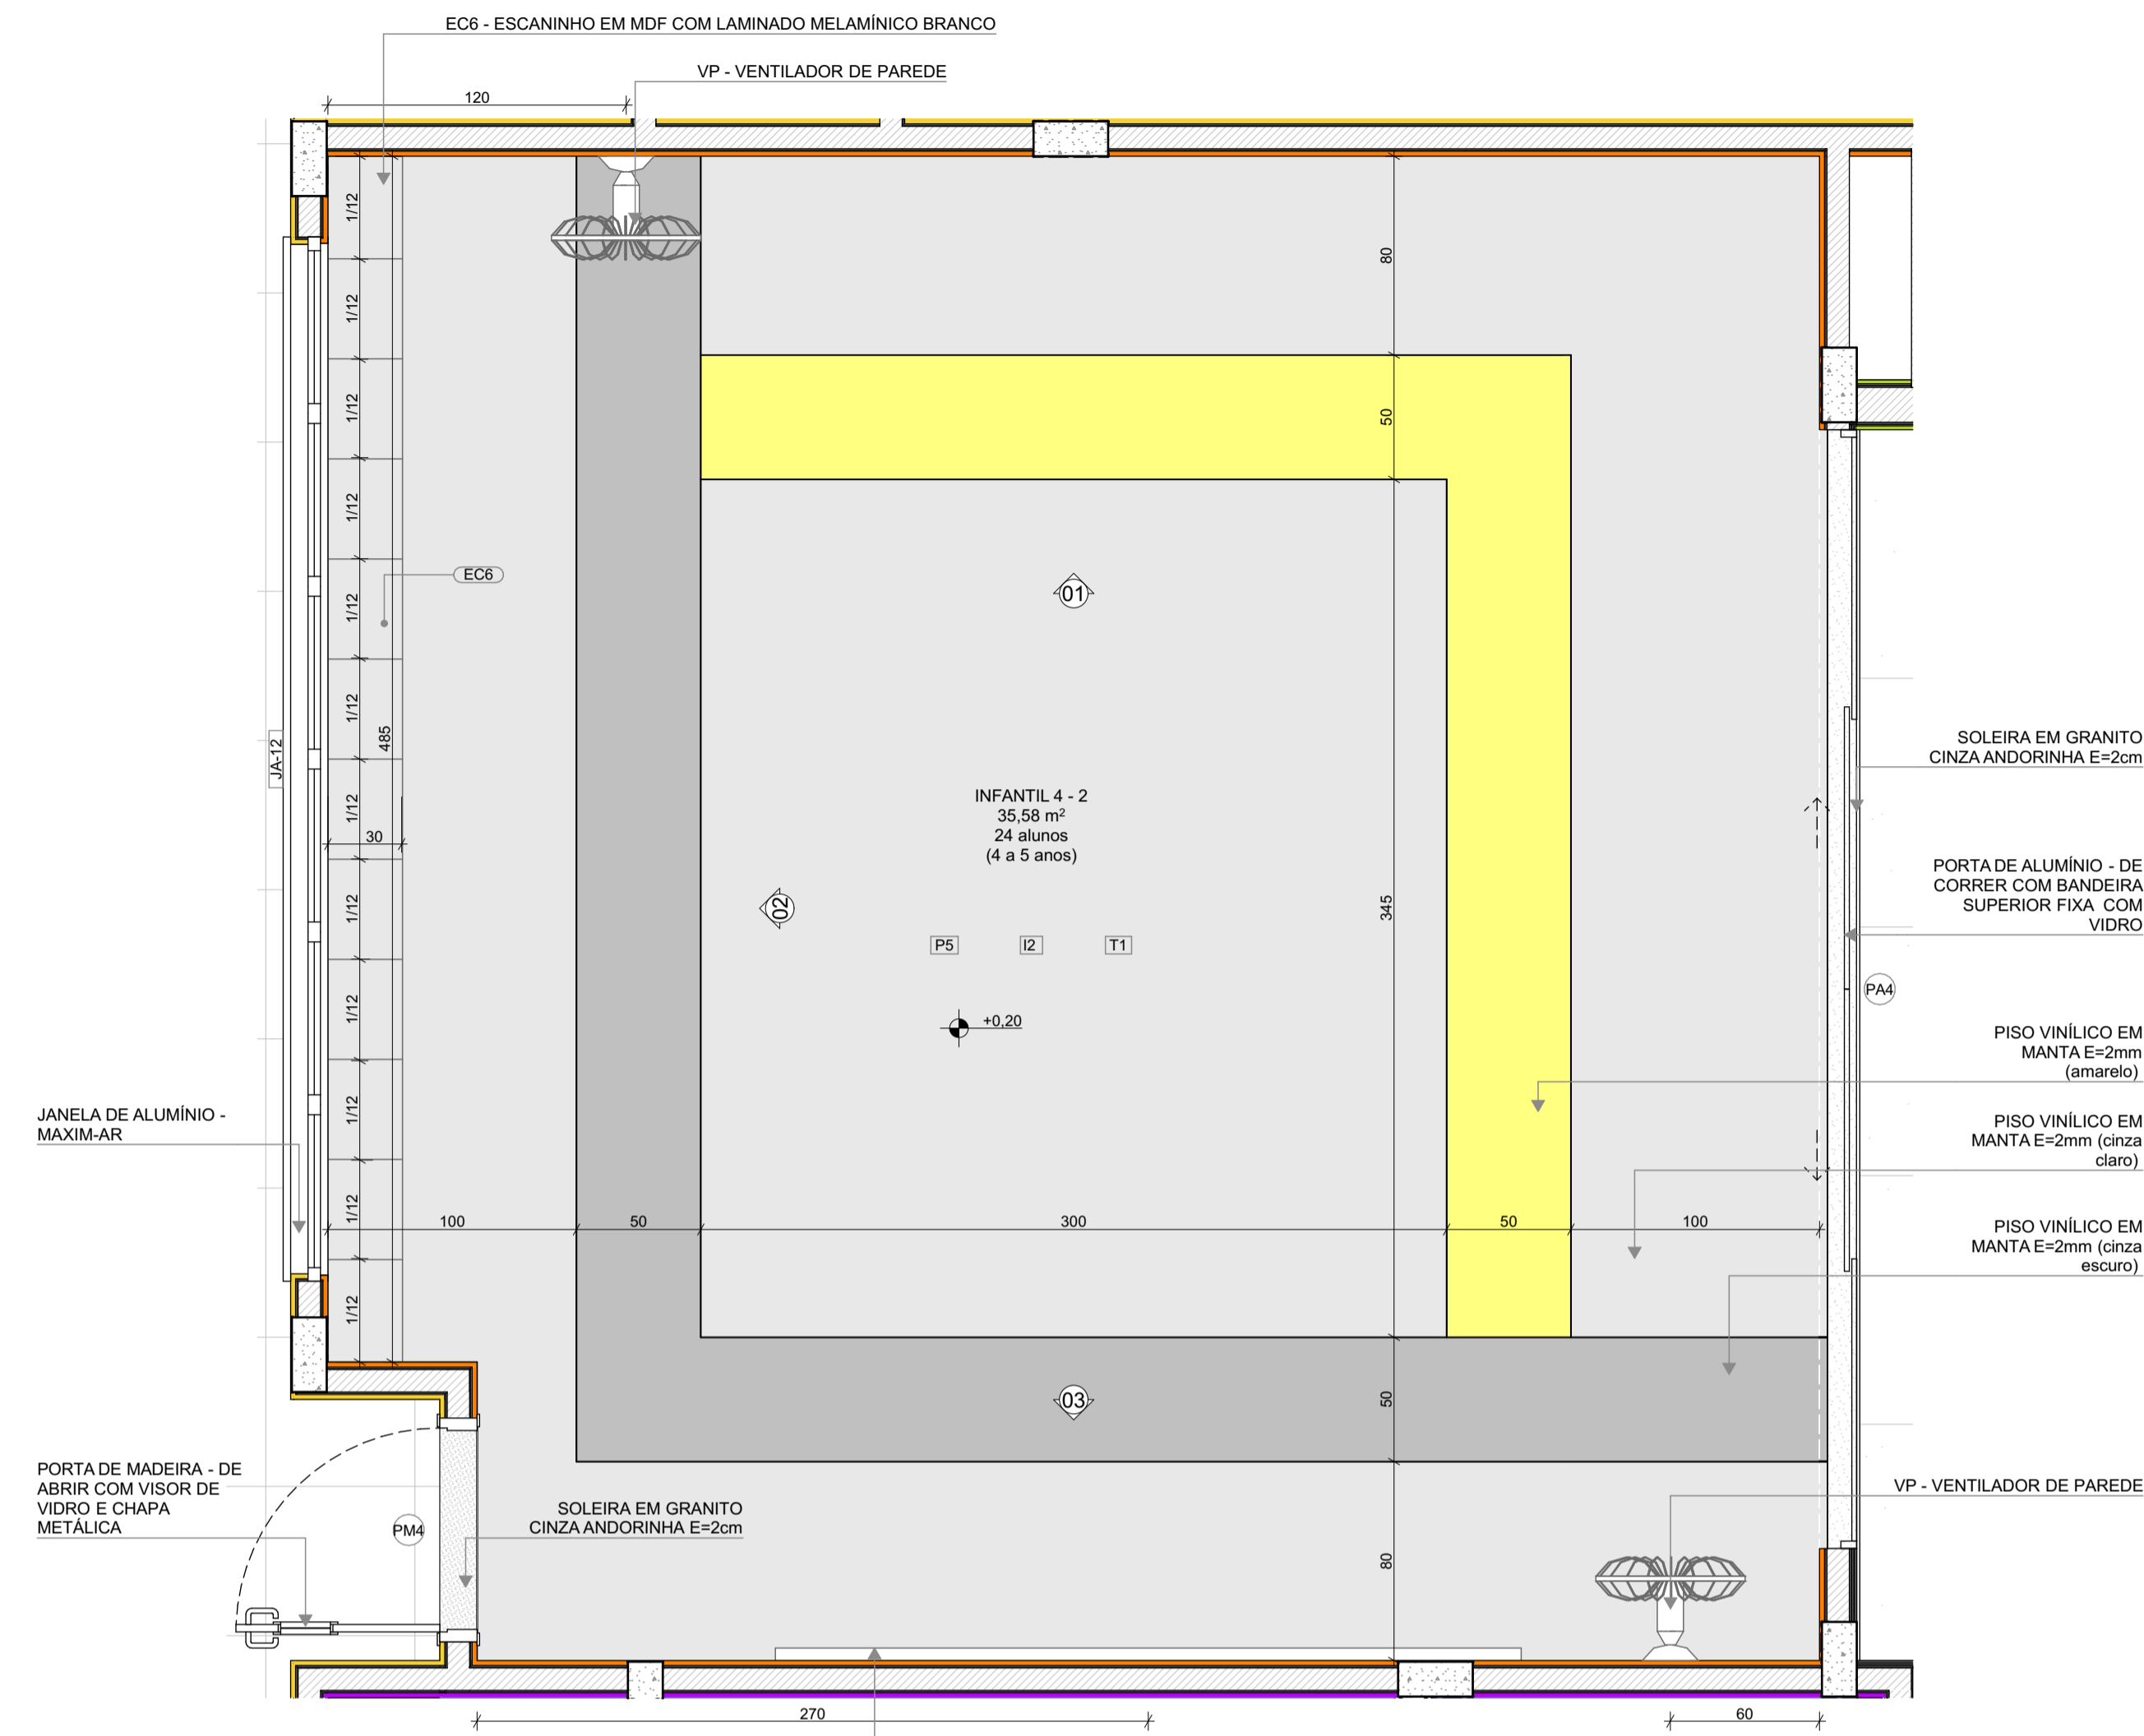 EC6 - ESCANINHO EM MDF COM LAMINADO MELAMÍNICO BRANCO
VP - VENTILADOR DE PAREDE
120
1/12
1/12
1/12
1/12
1/12
1/12
1/12
1/12
1/12
1/12
1/12
1/12
485
30
EC6
JA-12
80
50
345
50
80
01
02
03
INFANTIL 4 - 2
35,58 m²
24 alunos
(4 a 5 anos)
P5
I2
T1
+0,20
100
50
300
50
100
SOLEIRA EM GRANITO
CINZA ANDORINHA E=2cm
PORTA DE ALUMÍNIO - DE
CORRER COM BANDEIRA
SUPERIOR FIXA COM
VIDRO
PA4
PISO VINÍLICO EM
MANTA E=2mm
(amarelo)
PISO VINÍLICO EM
MANTA E=2mm (cinza
claro)
PISO VINÍLICO EM
MANTA E=2mm (cinza
escuro)
JANELA DE ALUMÍNIO -
MAXIM-AR
PORTA DE MADEIRA - DE
ABRIR COM VISOR DE
VIDRO E CHAPA
METÁLICA
PM4
SOLEIRA EM GRANITO
CINZA ANDORINHA E=2cm
VP - VENTILADOR DE PAREDE
270
60